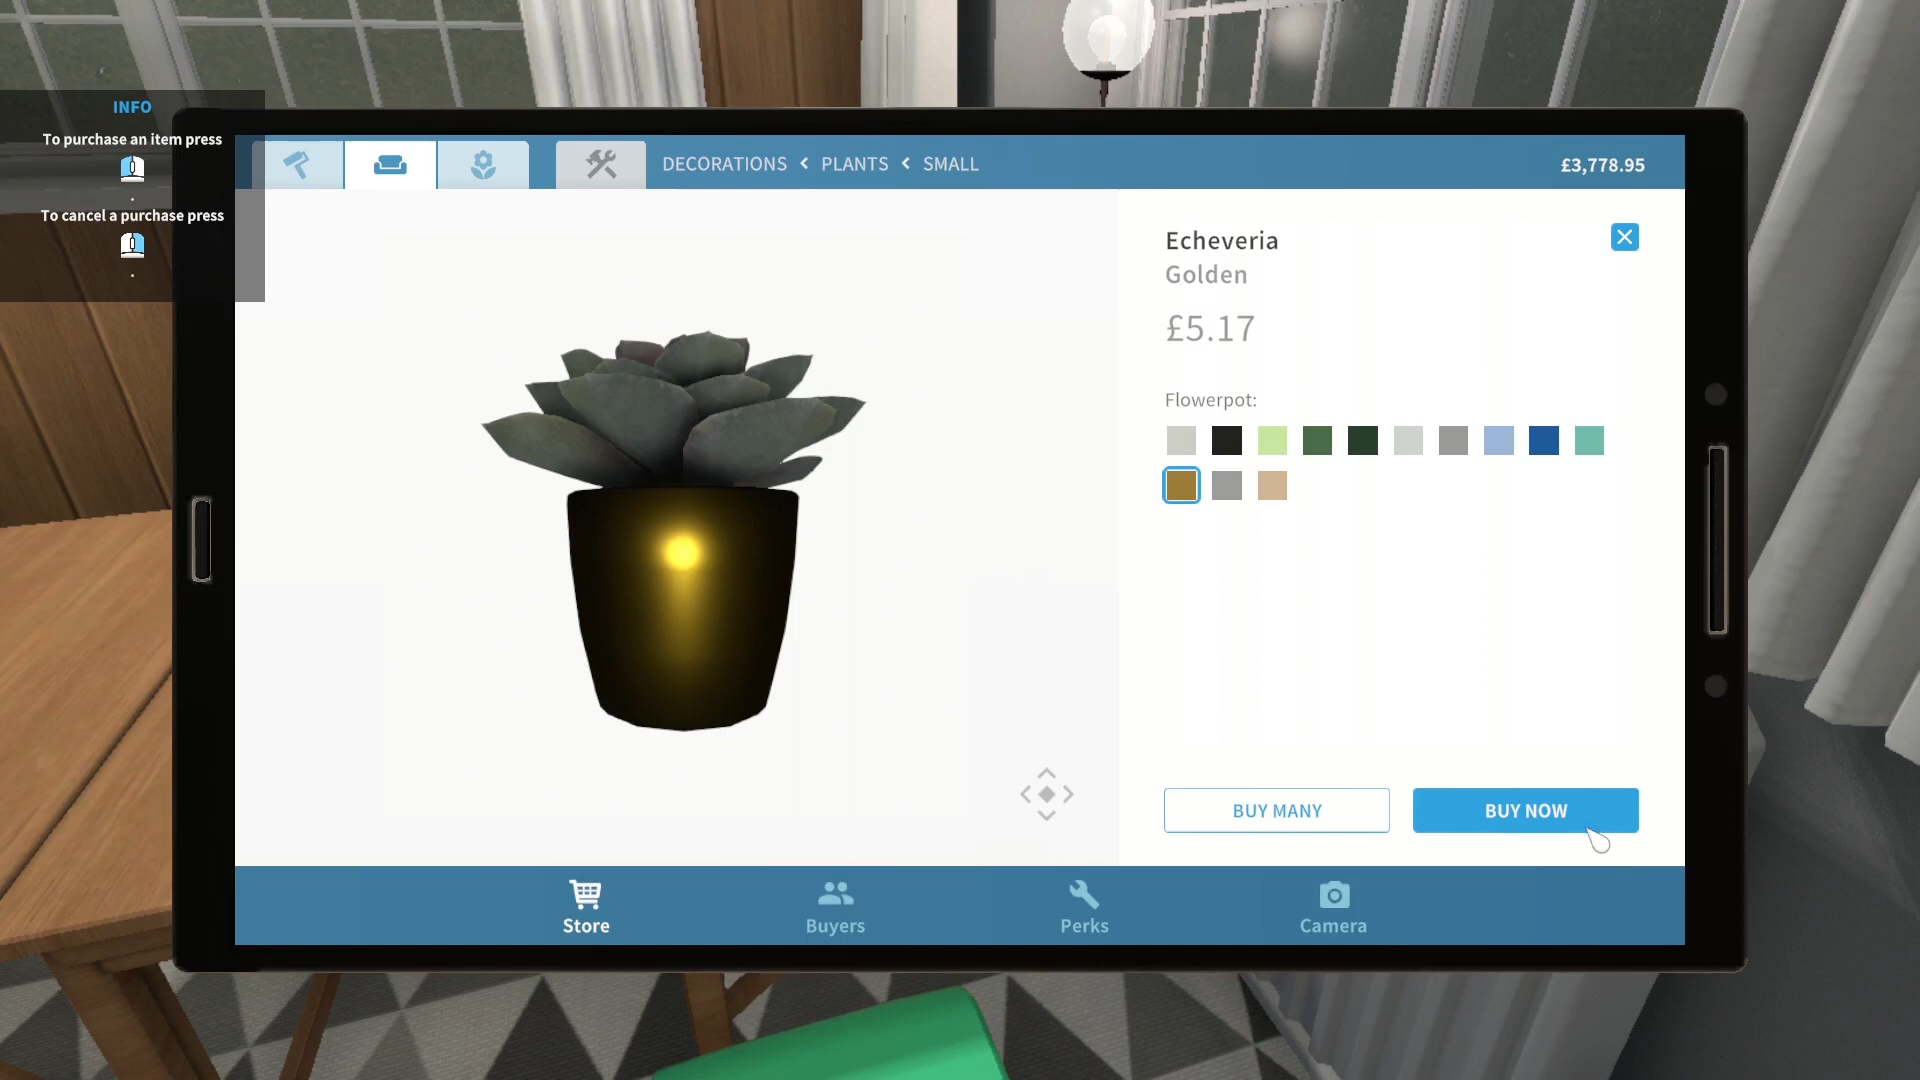 INFO
To purchase an item press
.
To cancel a purchase press
.
DECORATIONS < PLANTS < SMALL
£3,778.95
Echeveria
Golden
£5.17
Flowerpot:
BUY MANY
BUY NOW
Store
Buyers
Perks
Camera